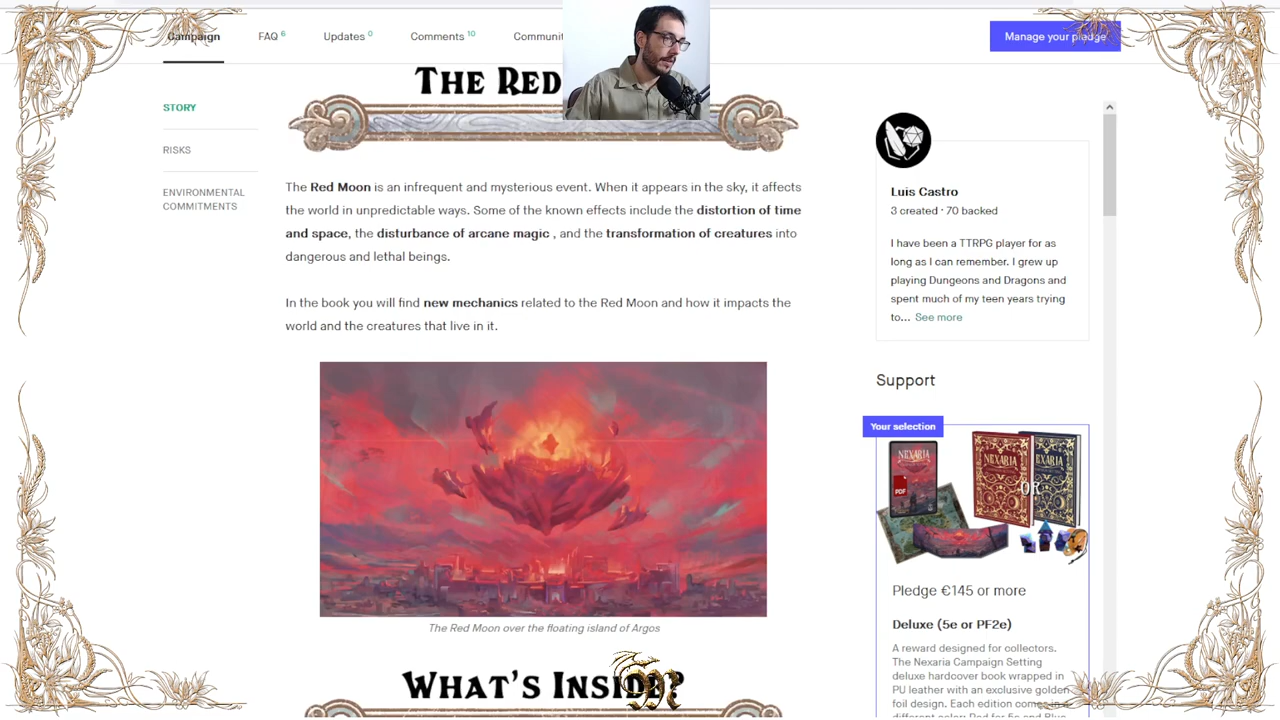 Campaign
FAQ 6
Updates 0
Comments 10
Manage your pledge
THE RED
STORY
RISKS
ENVIRONMENTAL
COMMITMENTS
The Red Moon is an infrequent and mysterious event. When it appears in the sky, it affects
the world in unpredictable ways. Some of the known effects include the distortion of time
and space, the disturbance of arcane magic , and the transformation of creatures into
dangerous and lethal beings.
In the book you will find new mechanics related to the Red Moon and how it impacts the
world and the creatures that live in it.
The Red Moon over the floating island of Argos
WHAT'S INSIDE?
Luis Castro
3 created · 70 backed
I have been a TTRPG player for as
long as I can remember. I grew up
playing Dungeons and Dragons and
spent much of my teen years trying
to... See more
Support
Your selection
NEXARIA
PDF
NEXARIA
OR
Pledge €145 or more
Deluxe (5e or PF2e)
A reward designed for collectors.
The Nexaria Campaign Setting
deluxe hardcover book wrapped in
PU leather with an exclusive golden
foil design. Each edition comes in